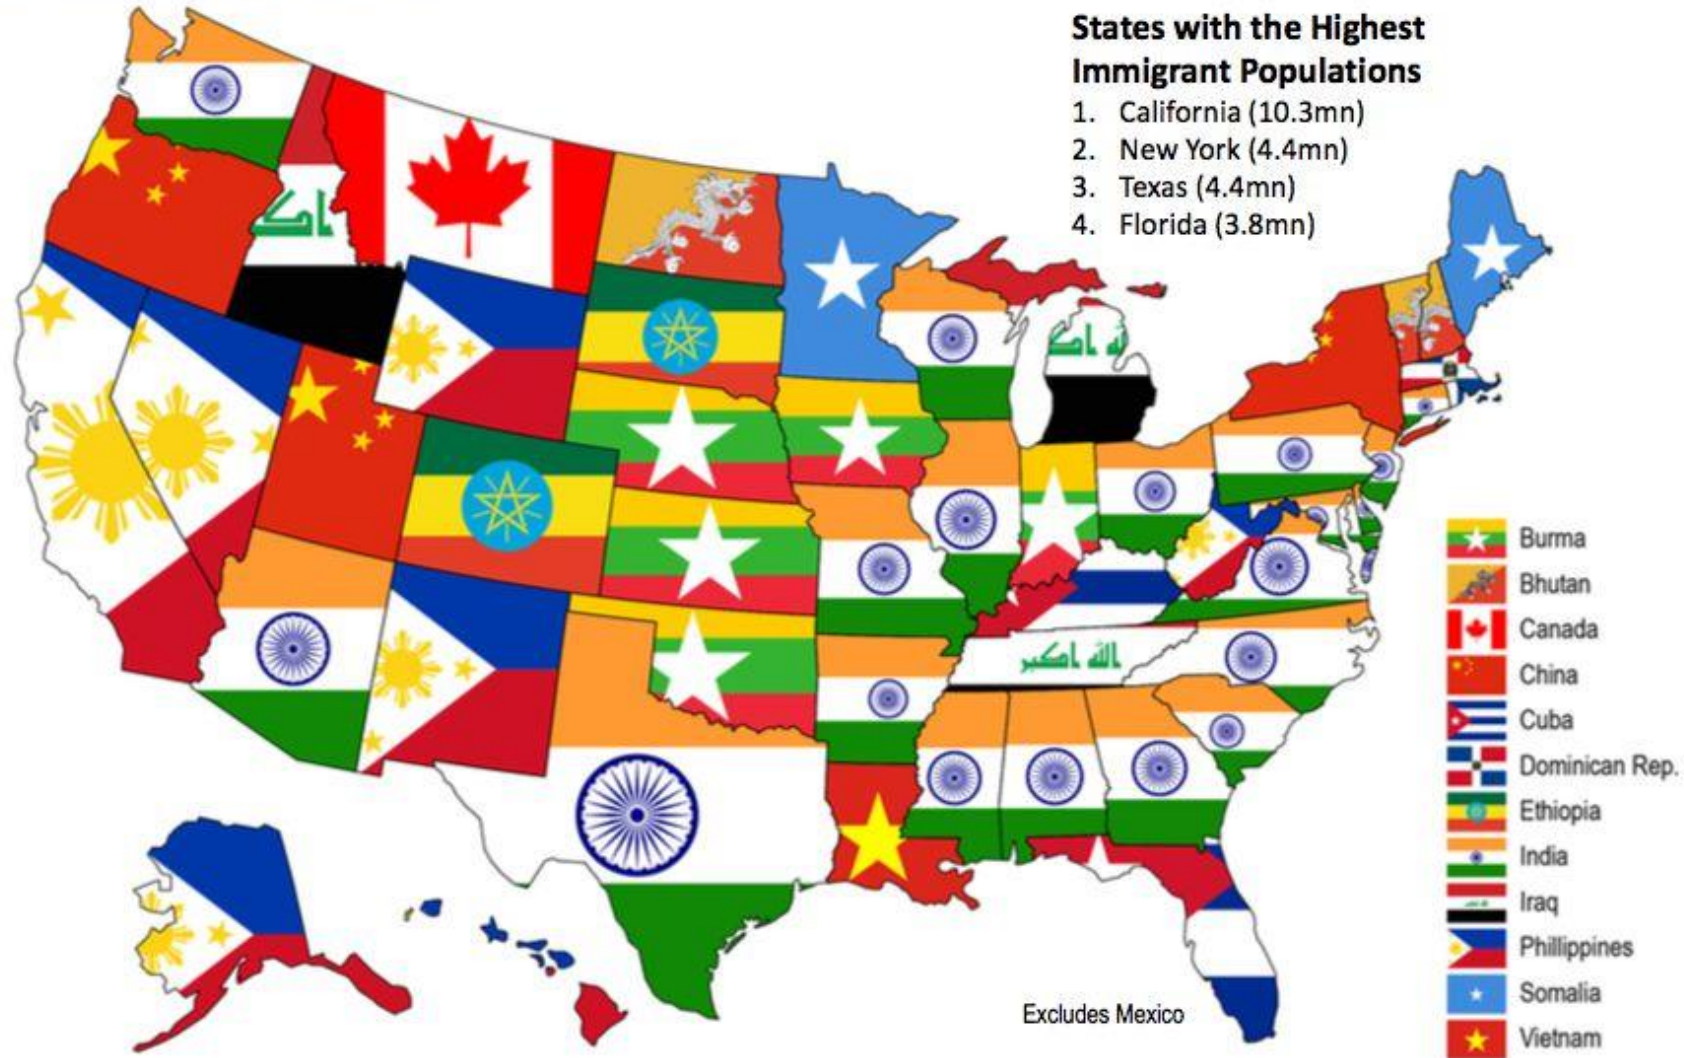 States with the Highest
Immigrant Populations
1. California (10.3mn)
2. New York (4.4mn)
3. Texas (4.4mn)
4. Florida (3.8mn)
الله اكبر
Burma
Bhutan
Canada
China
Cuba
Dominican Rep.
Ethiopia
India
Iraq
Phillippines
Somalia
Vietnam
Excludes Mexico